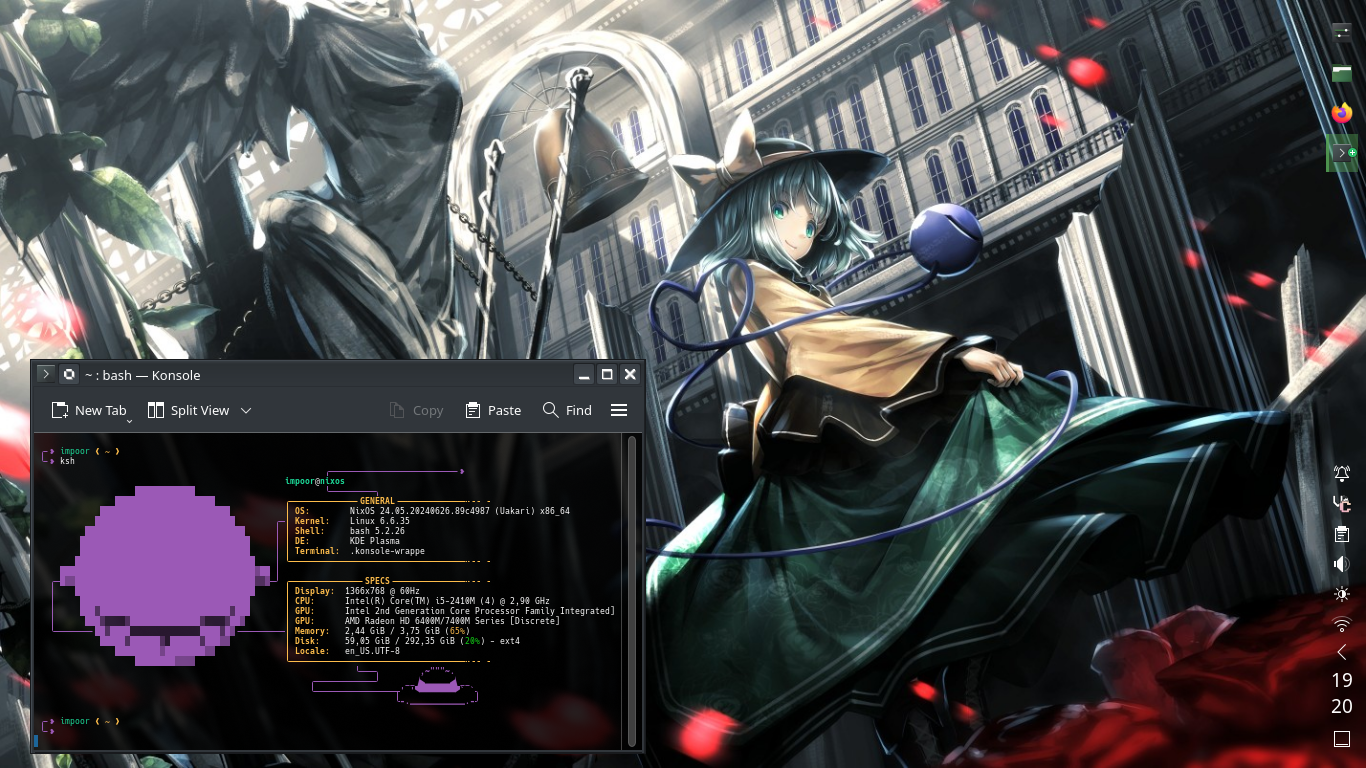 ~ : bash — Konsole
New Tab
Split View
Copy
Paste
Find
impoor ( ~ )
ksh
impoor@nixos
GENERAL
OS: NixOS 24.05.20240626.89c4987 (Uakari) x86_64
Kernel: Linux 6.6.35
Shell: bash 5.2.26
DE: KDE Plasma
Terminal: .konsole-wrappe
SPECS
Display: 1366x768 @ 60Hz
CPU: Intel(R) Core(TM) i5-2410M (4) @ 2,90 GHz
GPU: Intel 2nd Generation Core Processor Family Integrated]
GPU: AMD Radeon HD 6400M/7400M Series [Discrete]
Memory: 2,44 GiB / 3,75 GiB (65%)
Disk: 59,05 GiB / 292,35 GiB (20%) - ext4
Locale: en_US.UTF-8
impoor ( ~ )
19
20